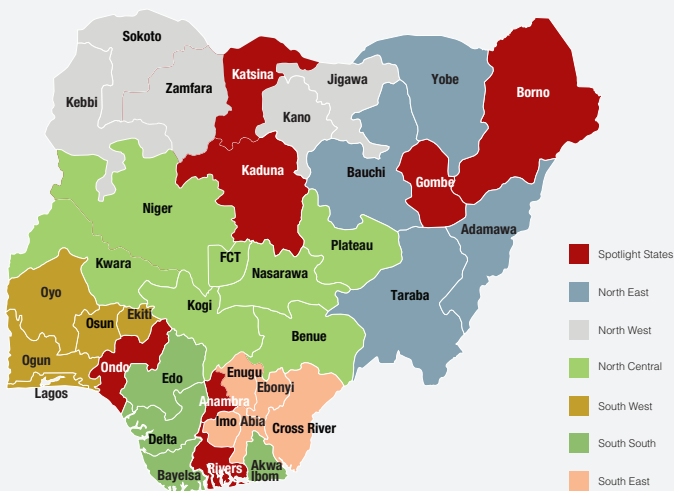 Sokoto
Katsina
Jigawa
Yobe
Borno
Zamfara
Kebbi
Kano
Kaduna
Bauchi
Gombe
Niger
Adamawa
Plateau
FCT
Kwara
Nasarawa
Taraba
Oyo
Kogi
Osun
Ekiti
Benue
Ogun
Ondo
Lagos
Edo
Enugu
Ebonyi
Anambra
Imo
Abia
Cross River
Delta
Rivers
Akwa
Ibom
Bayelsa
Spotlight States
North East
North West
North Central
South West
South South
South East